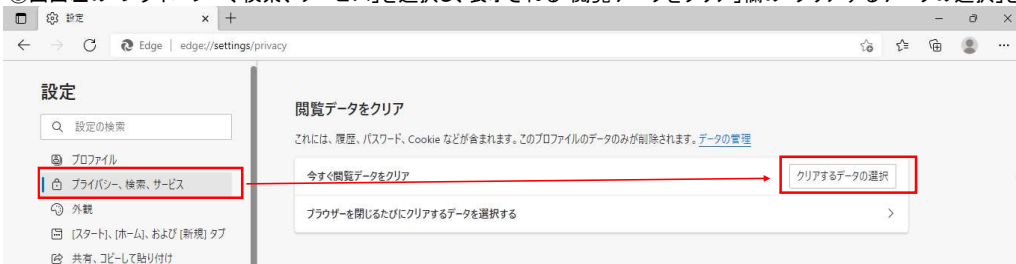 設定
Edge | edge://settings/privacy
設定
設定の検索
プロファイル
プライバシー、検索、サービス
外観
[スタート]、[ホーム]、および [新規] タブ
共有、コピーして貼り付け
閲覧データをクリア
これには、履歴、パスワード、Cookie などが含まれます。このプロファイルのデータのみが削除されます。データの管理
今すぐ閲覧データをクリア
クリアするデータの選択
ブラウザーを閉じるたびにクリアするデータを選択する